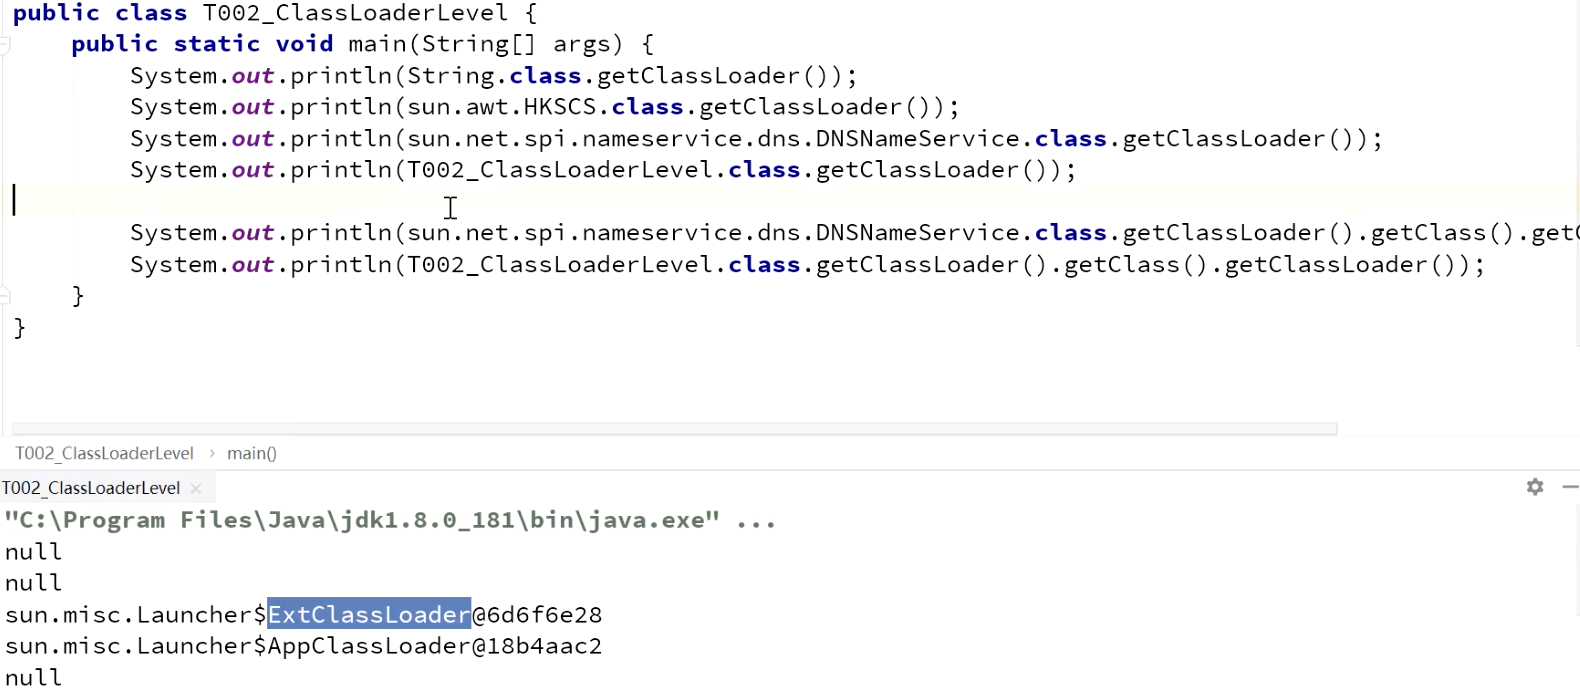 public class T002_ClassLoaderLevel {
public static void main(String[] args) {
System.out.println(String.class.getClassLoader());
System.out.println(sun.awt.HKSCS.class.getClassLoader());
System.out.println(sun.net.spi.nameservice.dns.DNSNameService.class.getClassLoader());
System.out.println(T002_ClassLoaderLevel.class.getClassLoader());
System.out.println(sun.net.spi.nameservice.dns.DNSNameService.class.getClassLoader().getClass().get
System.out.println(T002_ClassLoaderLevel.class.getClassLoader().getClass().getClassLoader());
}
}
T002_ClassLoaderLevel › main()
T002_ClassLoaderLevel ×
"C:\Program Files\Java\jdk1.8.0_181\bin\java.exe" ...
null
null
sun.misc.Launcher$ExtClassLoader@6d6f6e28
sun.misc.Launcher$AppClassLoader@18b4aac2
null